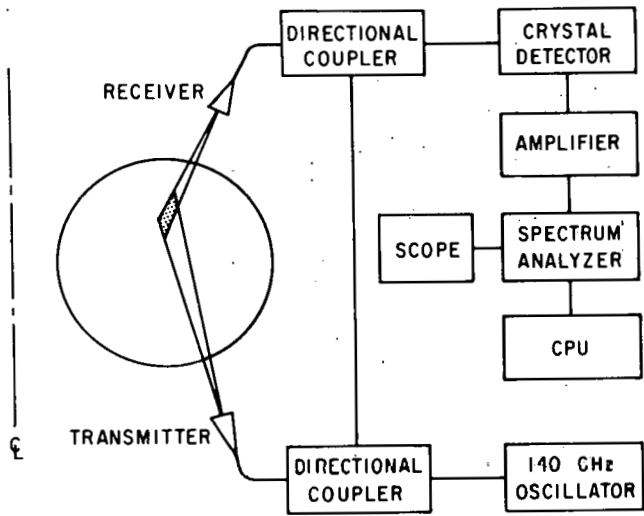 DIRECTIONAL
COUPLER
CRYSTAL
DETECTOR
RECEIVER
AMPLIFIER
SCOPE
SPECTRUM
ANALYZER
CPU
TRANSMITTER
℄
DIRECTIONAL
COUPLER
140 GHz
OSCILLATOR